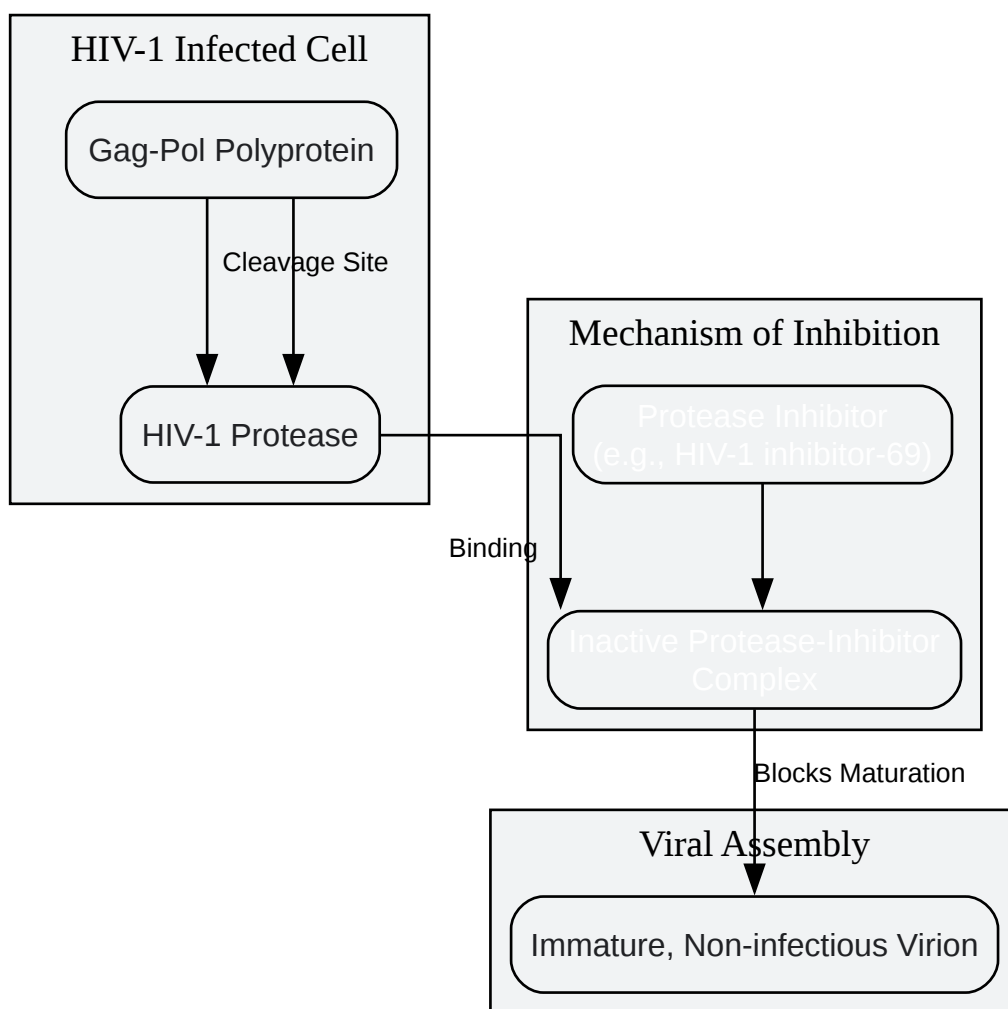 HIV-1 Infected Cell
Gag-Pol Polyprotein
Cleavage Site
HIV-1 Protease
Mechanism of Inhibition
Protease Inhibitor
(e.g., HIV-1 inhibitor-69)
Binding
Inactive Protease-Inhibitor
Complex
Blocks Maturation
Viral Assembly
Immature, Non-infectious Virion